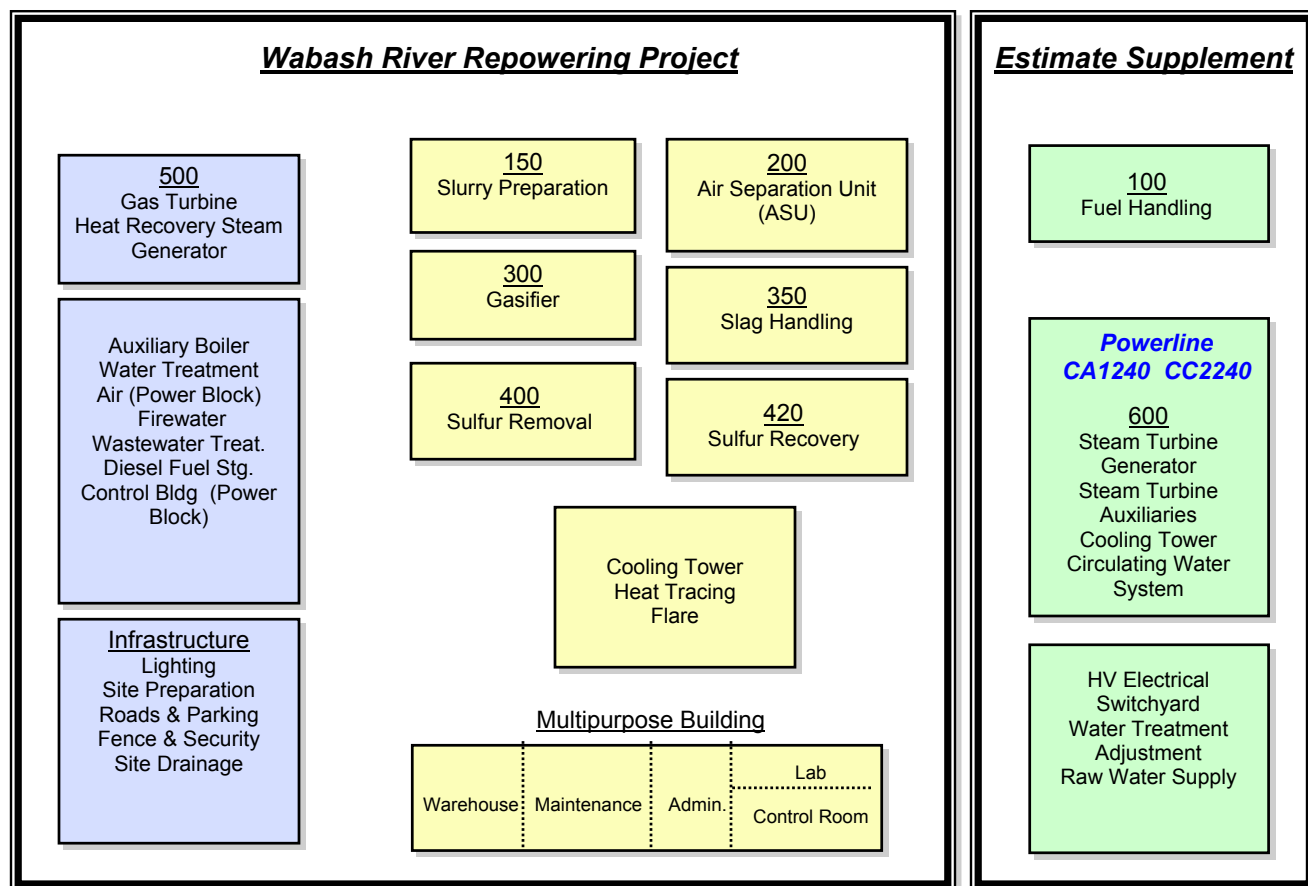 Wabash River Repowering Project
500
Gas Turbine
Heat Recovery Steam
Generator
Auxiliary Boiler
Water Treatment
Air (Power Block)
Firewater
Wastewater Treat.
Diesel Fuel Stg.
Control Bldg (Power
Block)
Infrastructure
Lighting
Site Preparation
Roads & Parking
Fence & Security
Site Drainage
150
Slurry Preparation
200
Air Separation Unit
(ASU)
300
Gasifier
350
Slag Handling
400
Sulfur Removal
420
Sulfur Recovery
Cooling Tower
Heat Tracing
Flare
Multipurpose Building
Warehouse
Maintenance
Admin.
Lab
Control Room
Estimate Supplement
100
Fuel Handling
Powerline
CA1240 CC2240
600
Steam Turbine
Generator
Steam Turbine
Auxiliaries
Cooling Tower
Circulating Water
System
HV Electrical
Switchyard
Water Treatment
Adjustment
Raw Water Supply